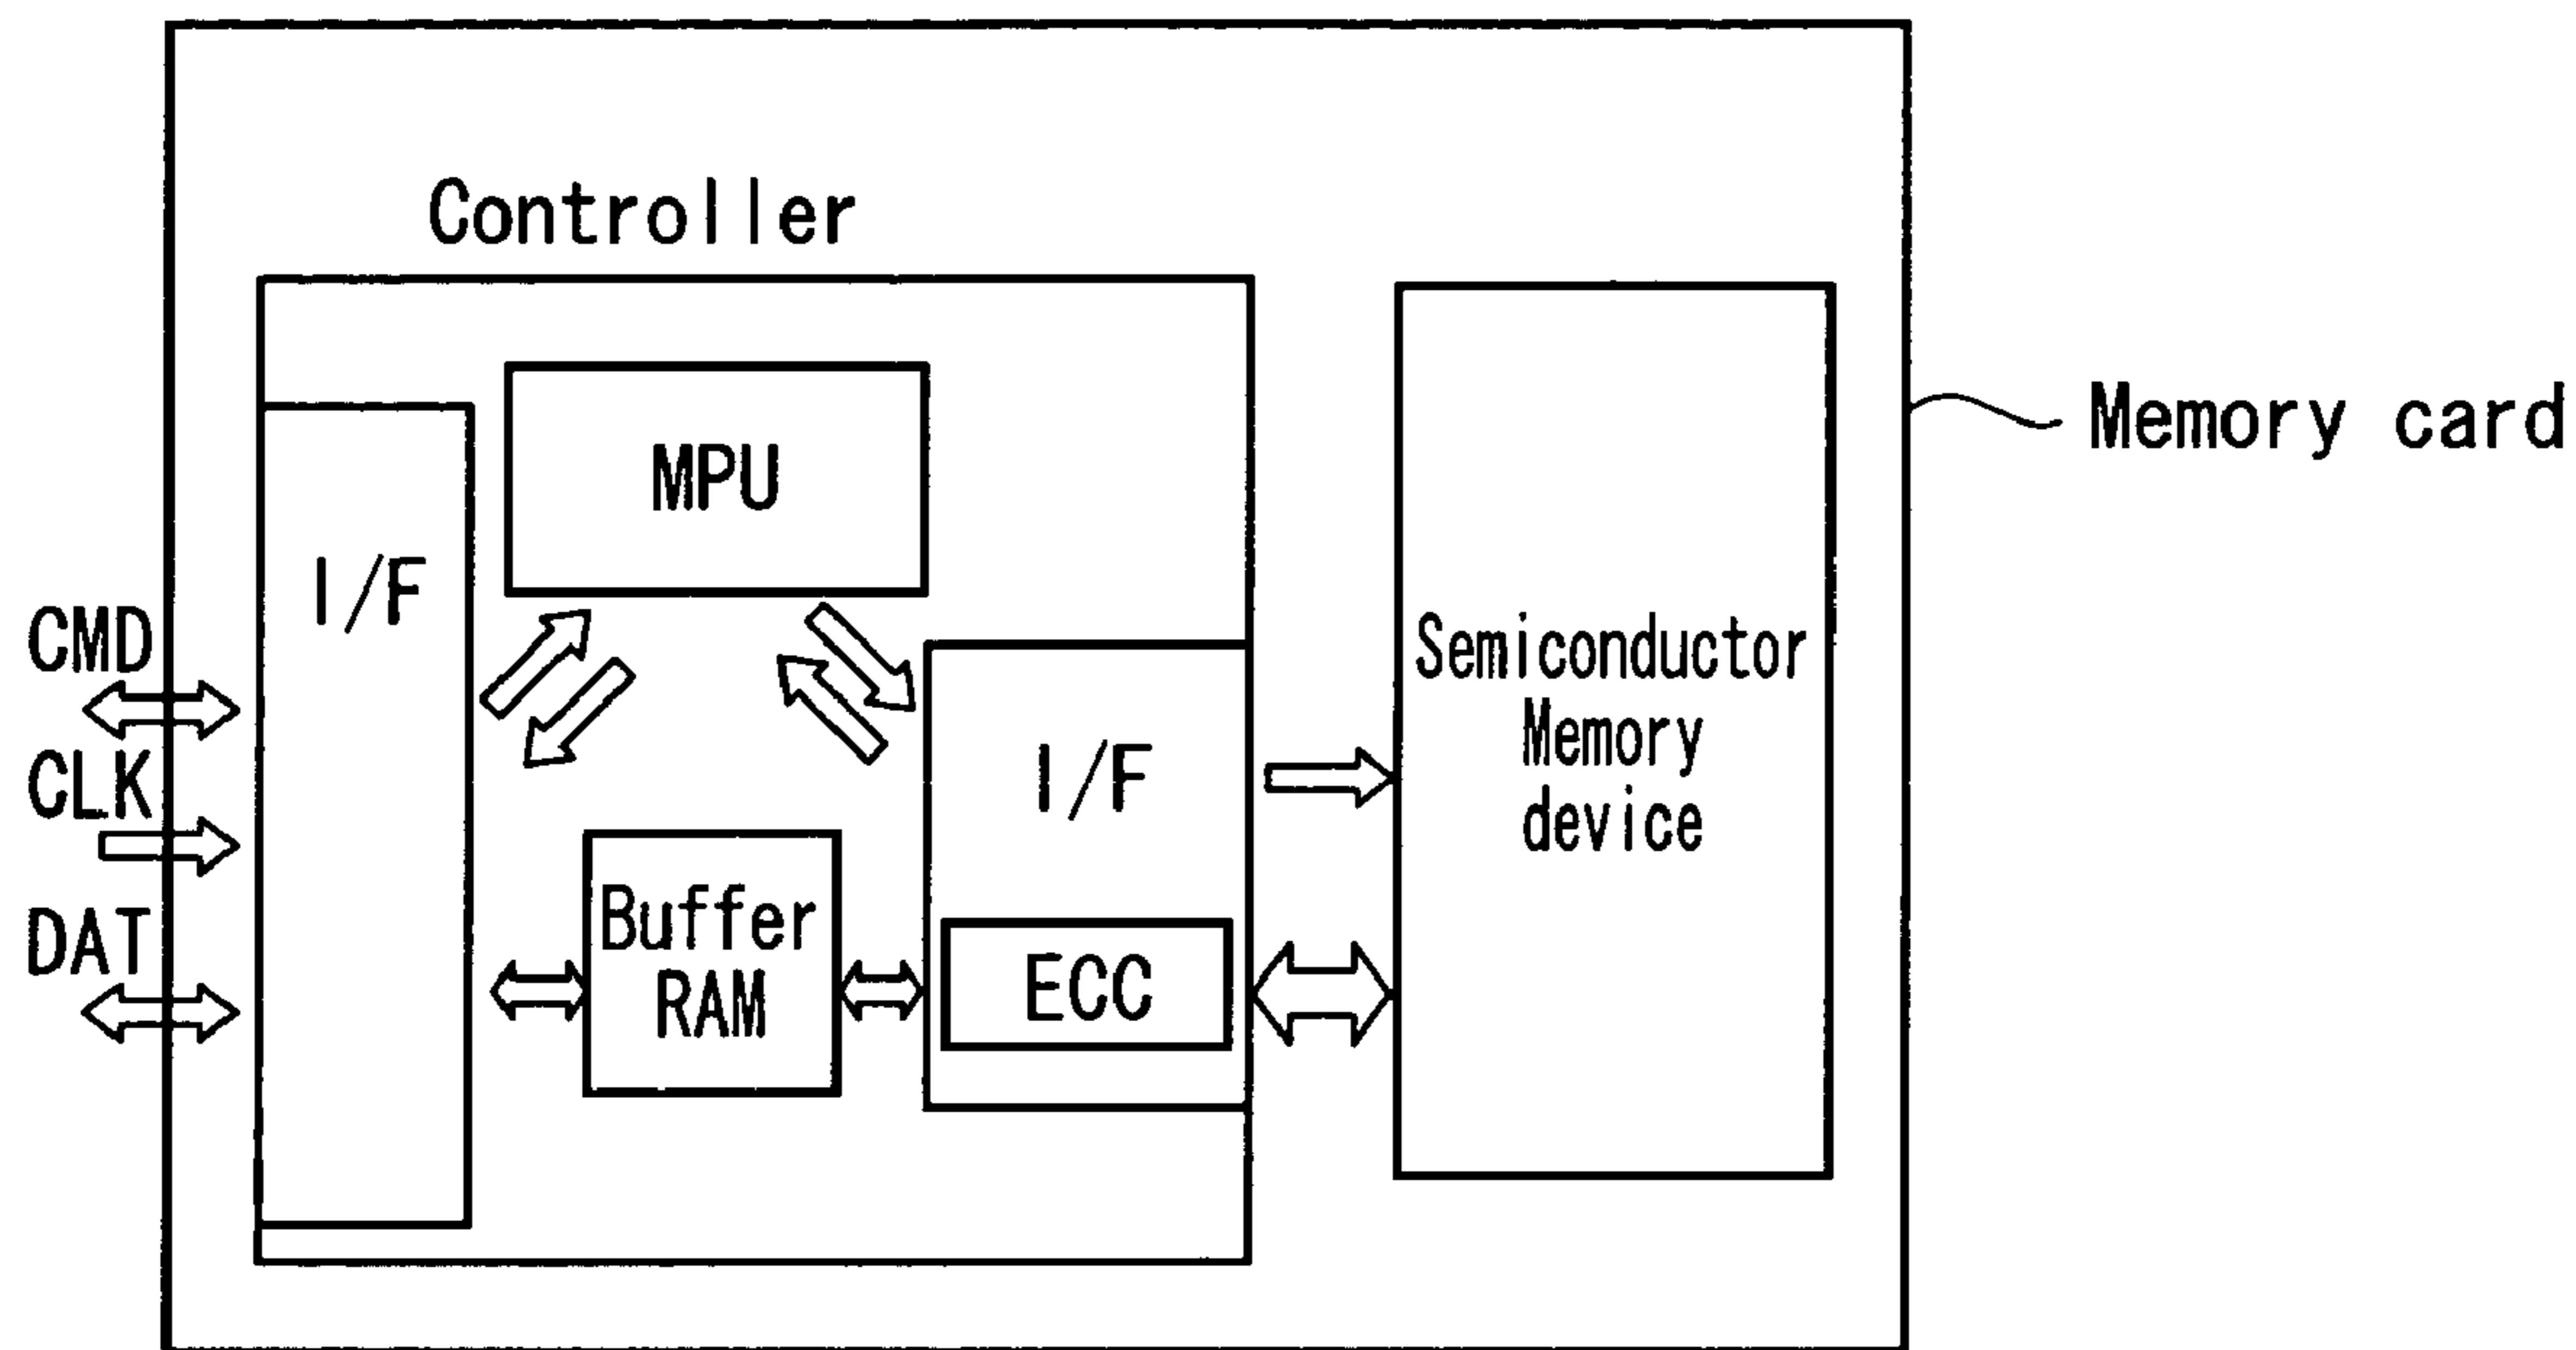 Controller
MPU
I/F
Memory card
CMD
CLK
DAT
I/F
Semiconductor
Memory
device
Buffer
RAM
ECC